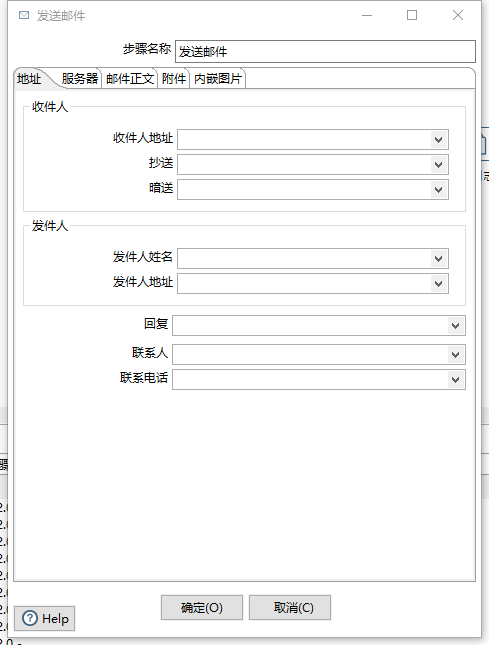 发送邮件
步骤名称 发送邮件
地址 服务器 邮件正文 附件 内嵌图片
收件人
收件人地址
抄送
暗送
发件人
发件人姓名
发件人地址
回复
联系人
联系电话
确定(O) 取消(C)
Help